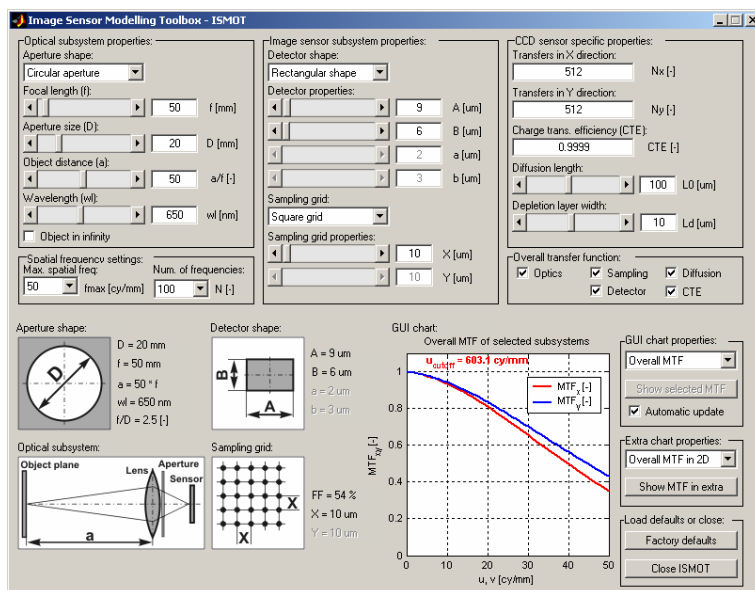 Image Sensor Modelling Toolbox - ISMOT
Optical subsystem properties:
Aperture shape:
Circular aperture
Focal length (f):
50 f [mm]
Aperture size (D):
20 D [mm]
Object distance (a):
50 a/f [-]
Wavelength (wl):
650 wl [nm]
Object in infinity
Spatial frequency settings:
Max. spatial freq: Num. of frequencies:
50 fmax [cy/mm] 100 N [-]
Image sensor subsystem properties:
Detector shape:
Rectangular shape
Detector properties:
9 A [um]
6 B [um]
2 a [um]
3 b [um]
Sampling grid:
Square grid
Sampling grid properties:
10 X [um]
10 Y [um]
CCD sensor specific properties:
Transfers in X direction:
512 Nx [-]
Transfers in Y direction:
512 Ny [-]
Charge trans. efficiency (CTE):
0.9999 CTE [-]
Diffusion length:
100 L0 [um]
Depletion layer width:
10 Ld [um]
Overall transfer function:
Optics Sampling Diffusion
Detector CTE
Aperture shape:
D
D = 20 mm
f = 50 mm
a = 50 * f
wl = 650 nm
f/D = 2.5 [-]
Detector shape:
B
A
A = 9 um
B = 6 um
a = 2 um
b = 3 um
Optical subsystem:
Object plane
Lens
Aperture
Sensor
a
Sampling grid:
X
X
FF = 54 %
X = 10 um
Y = 10 um
GUI chart:
Overall MTF of selected subsystems
u cutoff = 603.1 cy/mm
MTFX [-]
MTFY [-]
MTFxy [-]
1
0.8
0.6
0.4
0.2
0
0 10 20 30 40 50
u, v [cy/mm]
GUI chart properties:
Overall MTF
Show selected MTF
Automatic update
Extra chart properties:
Overall MTF in 2D
Show MTF in extra
Load defaults or close:
Factory defaults
Close ISMOT